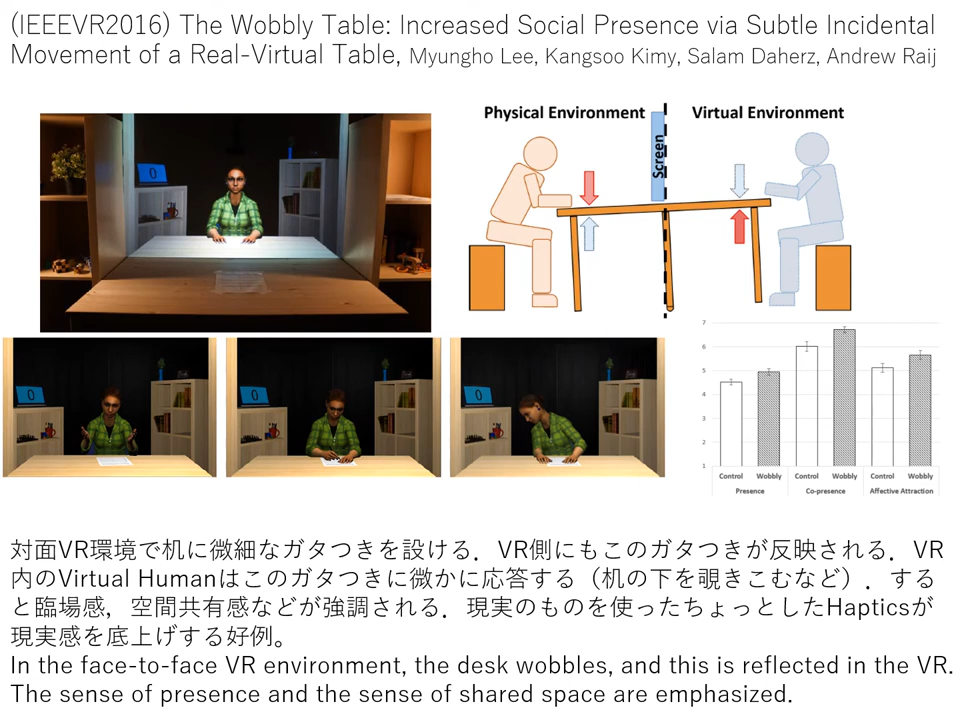 (IEEEVR2016) The Wobbly Table: Increased Social Presence via Subtle Incidental
Movement of a Real-Virtual Table, Myungho Lee, Kangsoo Kimy, Salam Daherz, Andrew Raij
Physical Environment
Virtual Environment
Screen
0
0
0
0
7
6
5
4
3
2
1
Control Wobbly Control Wobbly Control Wobbly
Presence Co-presence Affective Attraction
対面VR環境で机に微細なガタつきを設ける．VR側にもこのガタつきが反映される．VR
内のVirtual Humanはこのガタつきに微かに応答する（机の下を覗きこむなど）．する
と臨場感，空間共有感などが強調される．現実のものを使ったちょっとしたHapticsが
現実感を底上げする好例。
In the face-to-face VR environment, the desk wobbles, and this is reflected in the VR.
The sense of presence and the sense of shared space are emphasized.